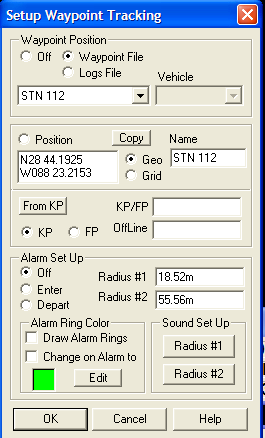 Setup Waypoint Tracking
Waypoint Position
Off
Waypoint File
Logs File
Vehicle
STN 112
Position
Copy
Name
N28 44.1925
W088 23.2153
Geo
Grid
STN 112
From KP
KP/FP
KP
FP
OffLine
Alarm Set Up
Off
Enter
Depart
Radius #1
18.52m
Radius #2
55.56m
Alarm Ring Color
Draw Alarm Rings
Change on Alarm to
Edit
Sound Set Up
Radius #1
Radius #2
OK
Cancel
Help